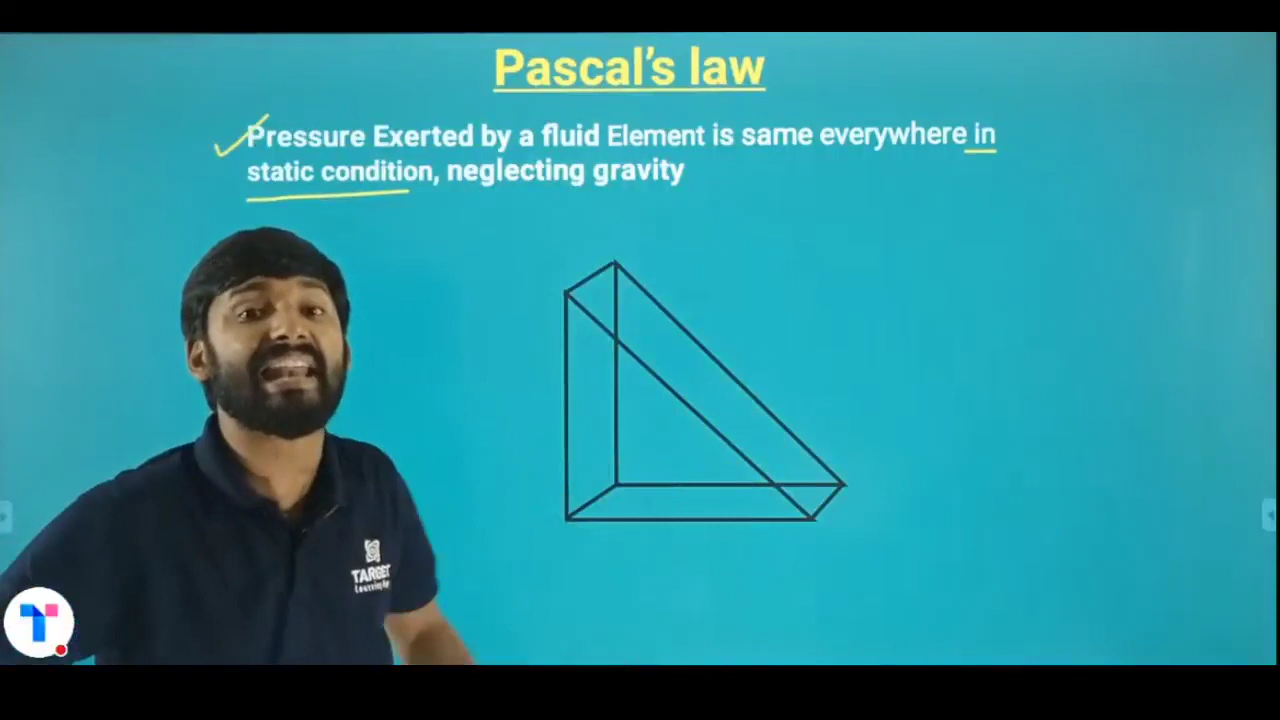 Pascal's law
Pressure Exerted by a fluid Element is same everywhere in
static condition, neglecting gravity
TARGET